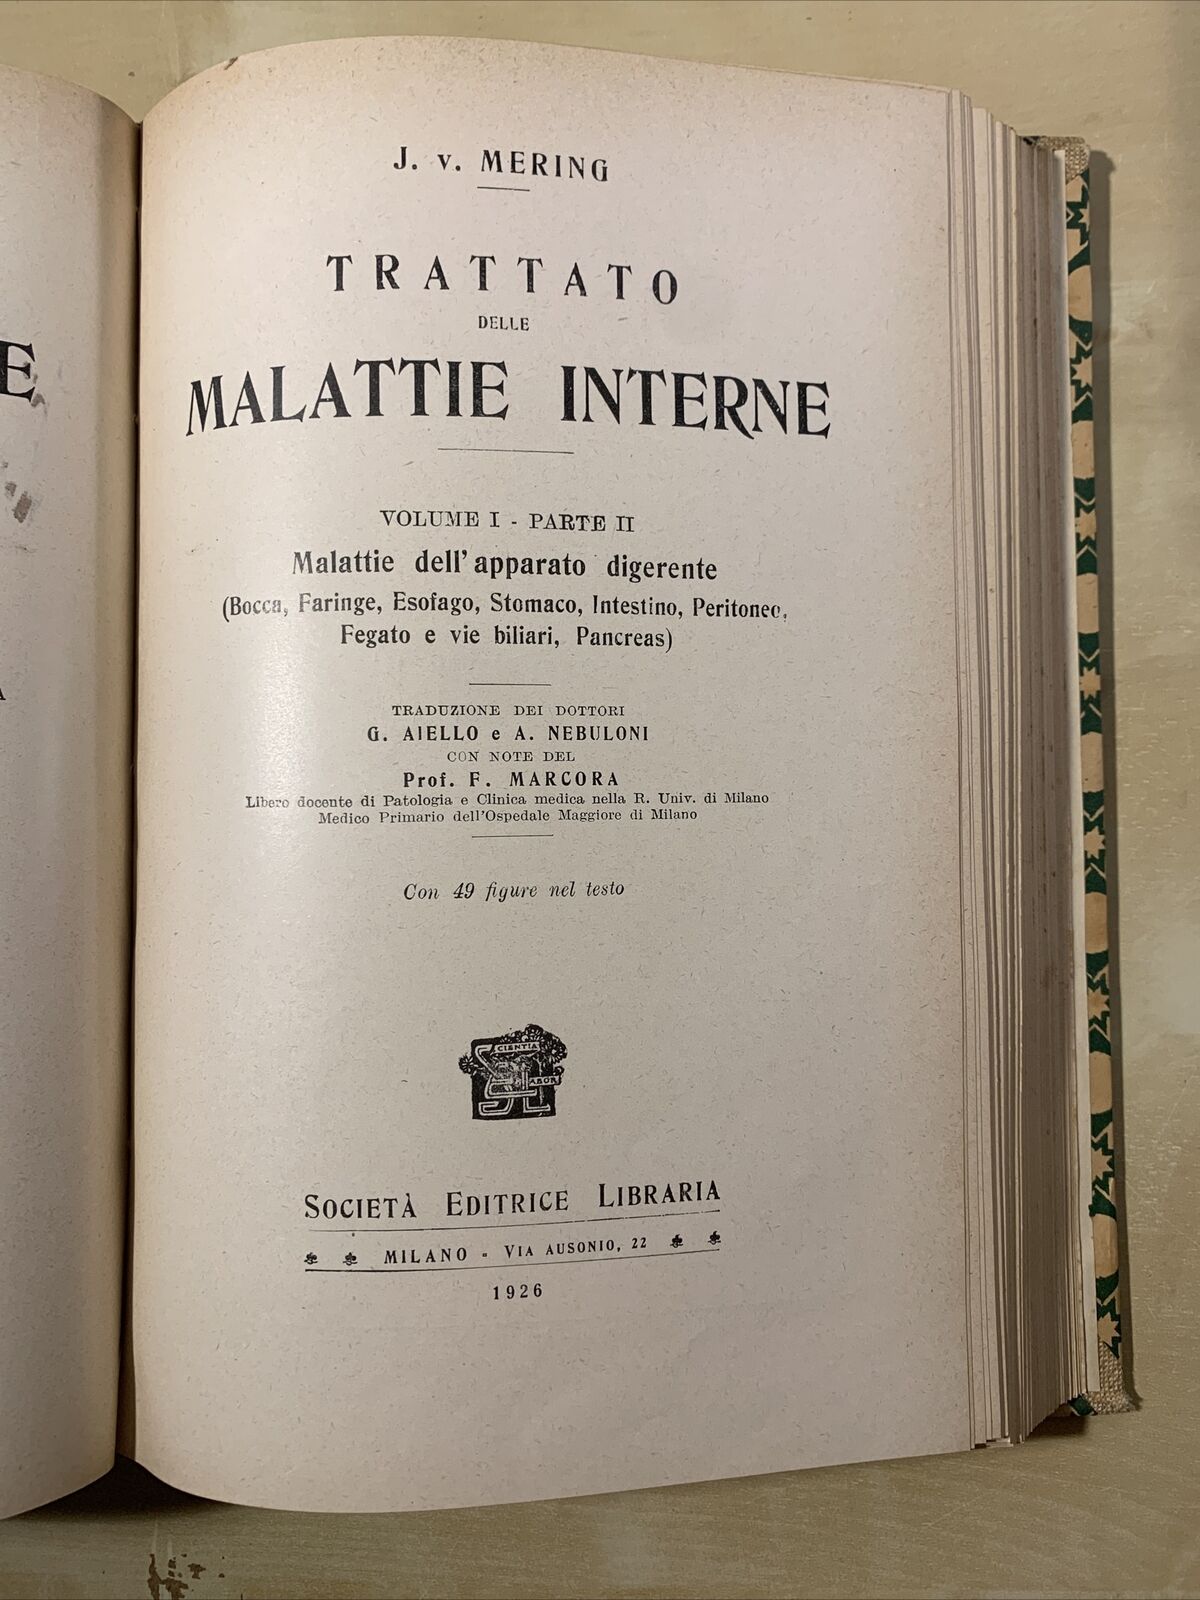 E
A
J. v. MERING
TRATTATO
DELLE
MALATTIE INTERNE
VOLUME I - PARTE II
Malattie dell'apparato digerente
(Bocca, Faringe, Esofago, Stomaco, Intestino, Peritoneo,
Fegato e vie biliari, Pancreas)
TRADUZIONE DEI DOTTORI
G. AIELLO e A. NEBULONI
CON NOTE DEL
Prof. F. MARCORA
Libero docente di Patologia e Clinica medica nella R. Univ. di Milano
Medico Primario dell'Ospedale Maggiore di Milano
Con 49 figure nel testo
SCIENTIA
LABOR
SOCIETÀ EDITRICE LIBRARIA
MILANO - VIA AUSONIO, 22
1926